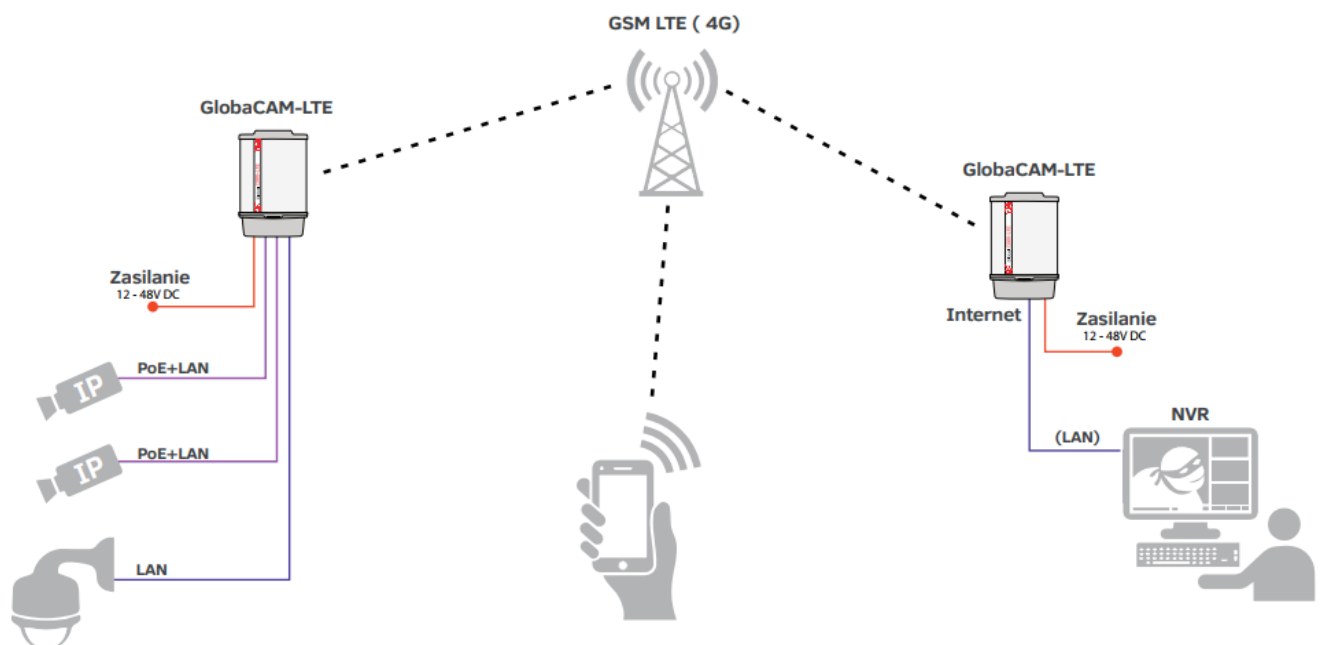 GSM LTE ( 4G)
GlobaCAM-LTE
GlobaCAM-LTE
Zasilanie
12 - 48V DC
Internet
Zasilanie
12 - 48V DC
PoE+LAN
IP
NVR
(LAN)
PoE+LAN
IP
LAN